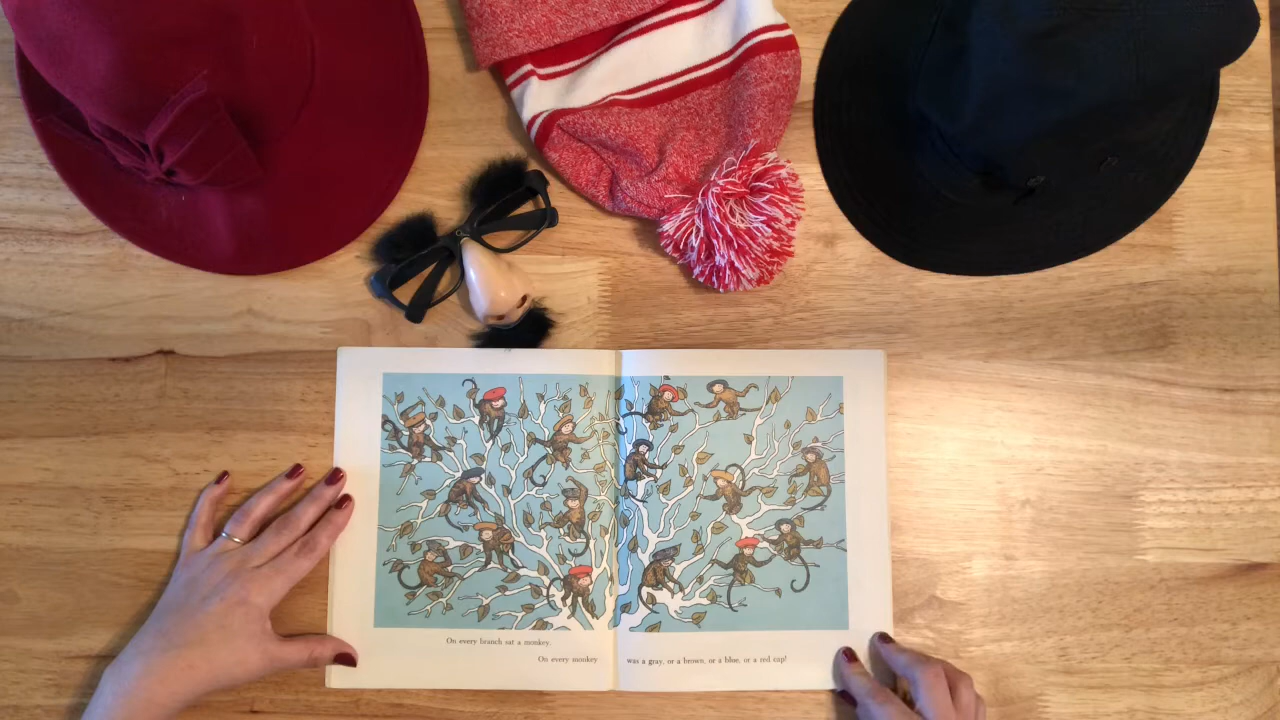 On every branch sat a monkey.
On every monkey was a gray, or a brown, or a blue, or a red cap!